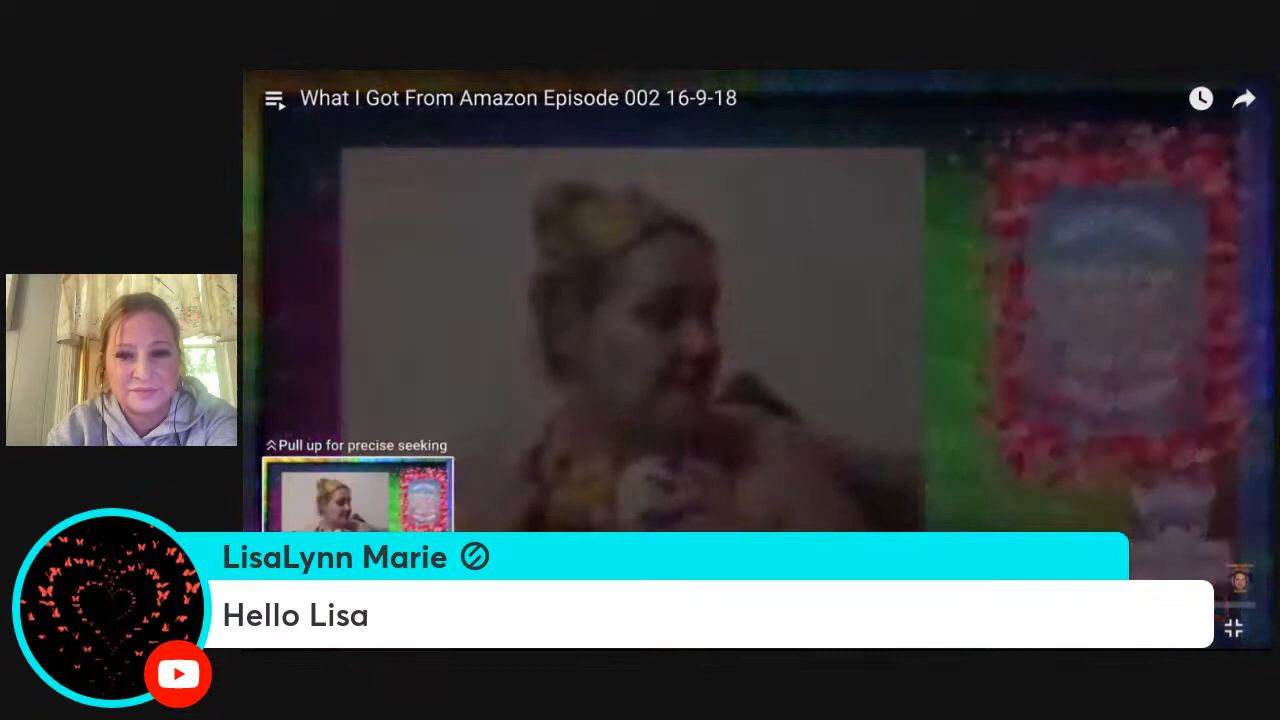 What I Got From Amazon Episode 002 16-9-18
Pull up for precise seeking
LisaLynn Marie
Hello Lisa